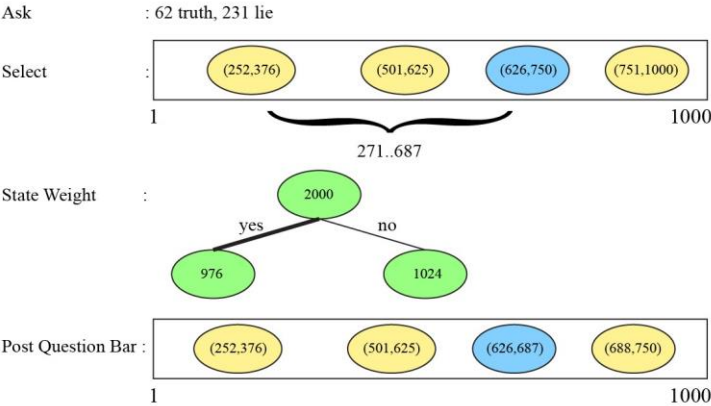 Ask : 62 truth, 231 lie
Select : (252,376) (501,625) (626,750) (751,1000)
1 1000
271..687
State Weight : 2000
yes no
976 1024
Post Question Bar : (252,376) (501,625) (626,687) (688,750)
1 1000